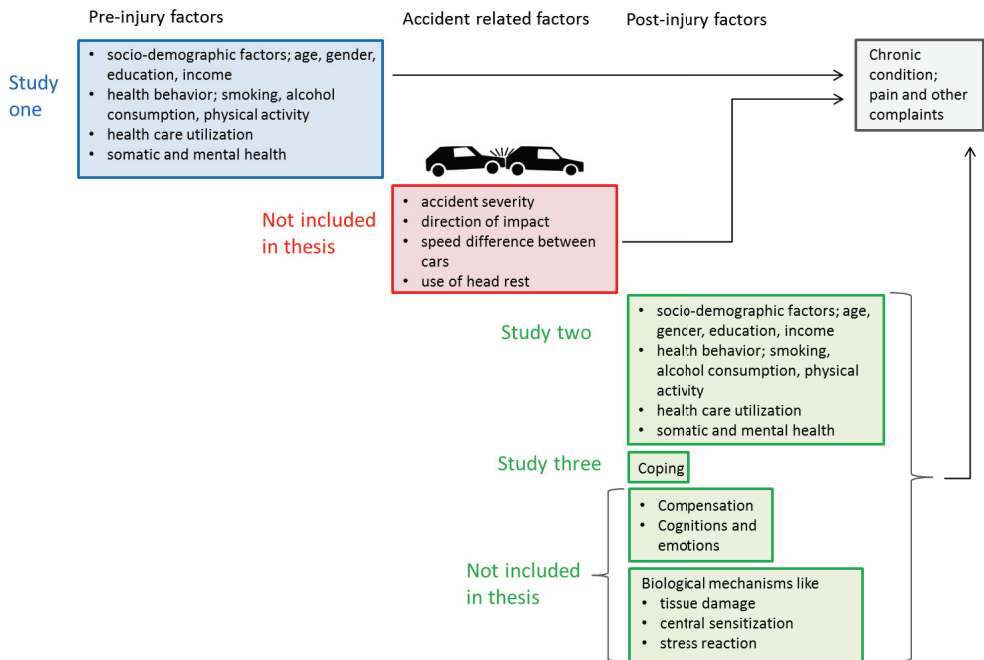 Pre-injury factors
Accident related factors
Post-injury factors
Study
one
• socio-demographic factors; age, gender,
education, income
• health behavior; smoking, alcohol
consumption, physical activity
• health care utilization
• somatic and mental health
Chronic
condition;
pain and other
complaints
Not included
in thesis
• accident severity
• direction of impact
• speed difference between
cars
• use of head rest
Study two
• socio-demographic factors; age,
gencer, education, income
• health behavior; smoking,
alcohol consumption, physical
activity
• health care utilization
• somatic and mental health
Study three
Coping
• Compensation
• Cognitions and
emotions
Not included
in thesis
Biological mechanisms like
• tissue damage
• central sensitization
• stress reaction